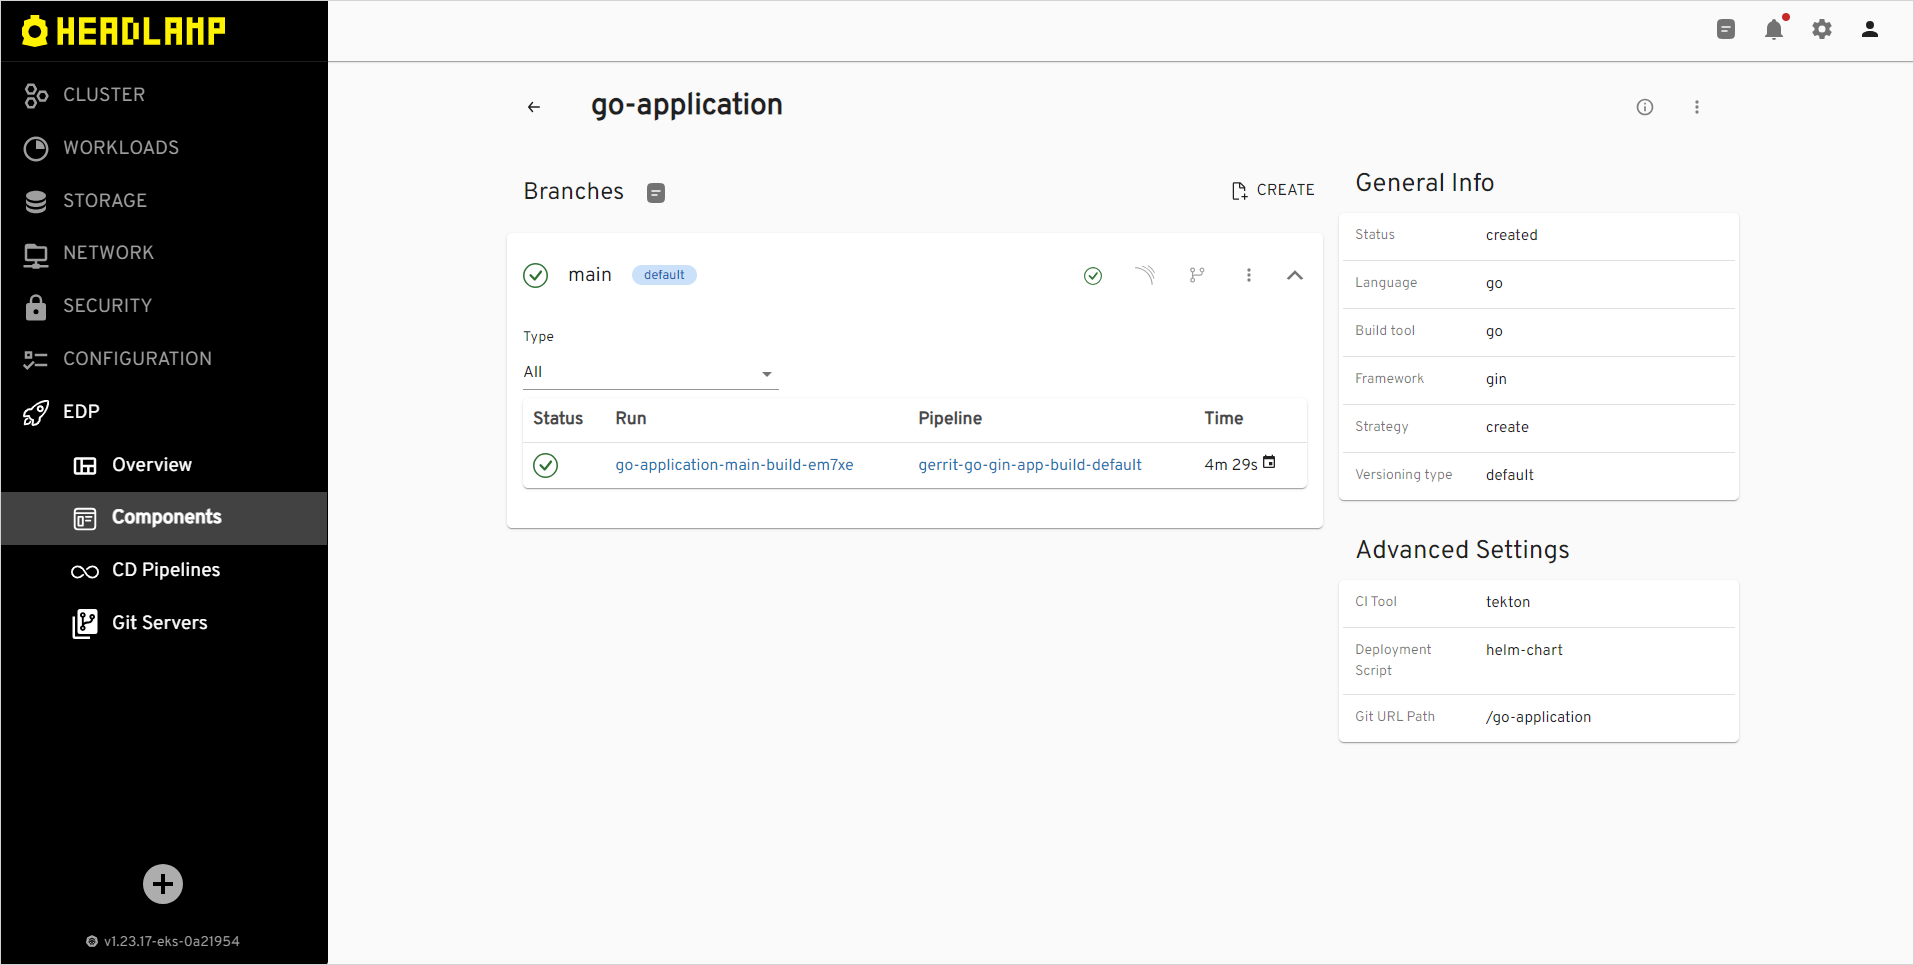 HEADLAMP
CLUSTER
WORKLOADS
STORAGE
NETWORK
SECURITY
CONFIGURATION
EDP
Overview
Components
CD Pipelines
Git Servers
v1.23.17-eks-0a21954
go-application
Branches
CREATE
main default
Type
All
Status Run Pipeline Time
go-application-main-build-em7xe gerrit-go-gin-app-build-default 4m 29s
General Info
Status created
Language go
Build tool go
Framework gin
Strategy create
Versioning type default
Advanced Settings
CI Tool tekton
Deployment helm-chart
Script
Git URL Path /go-application